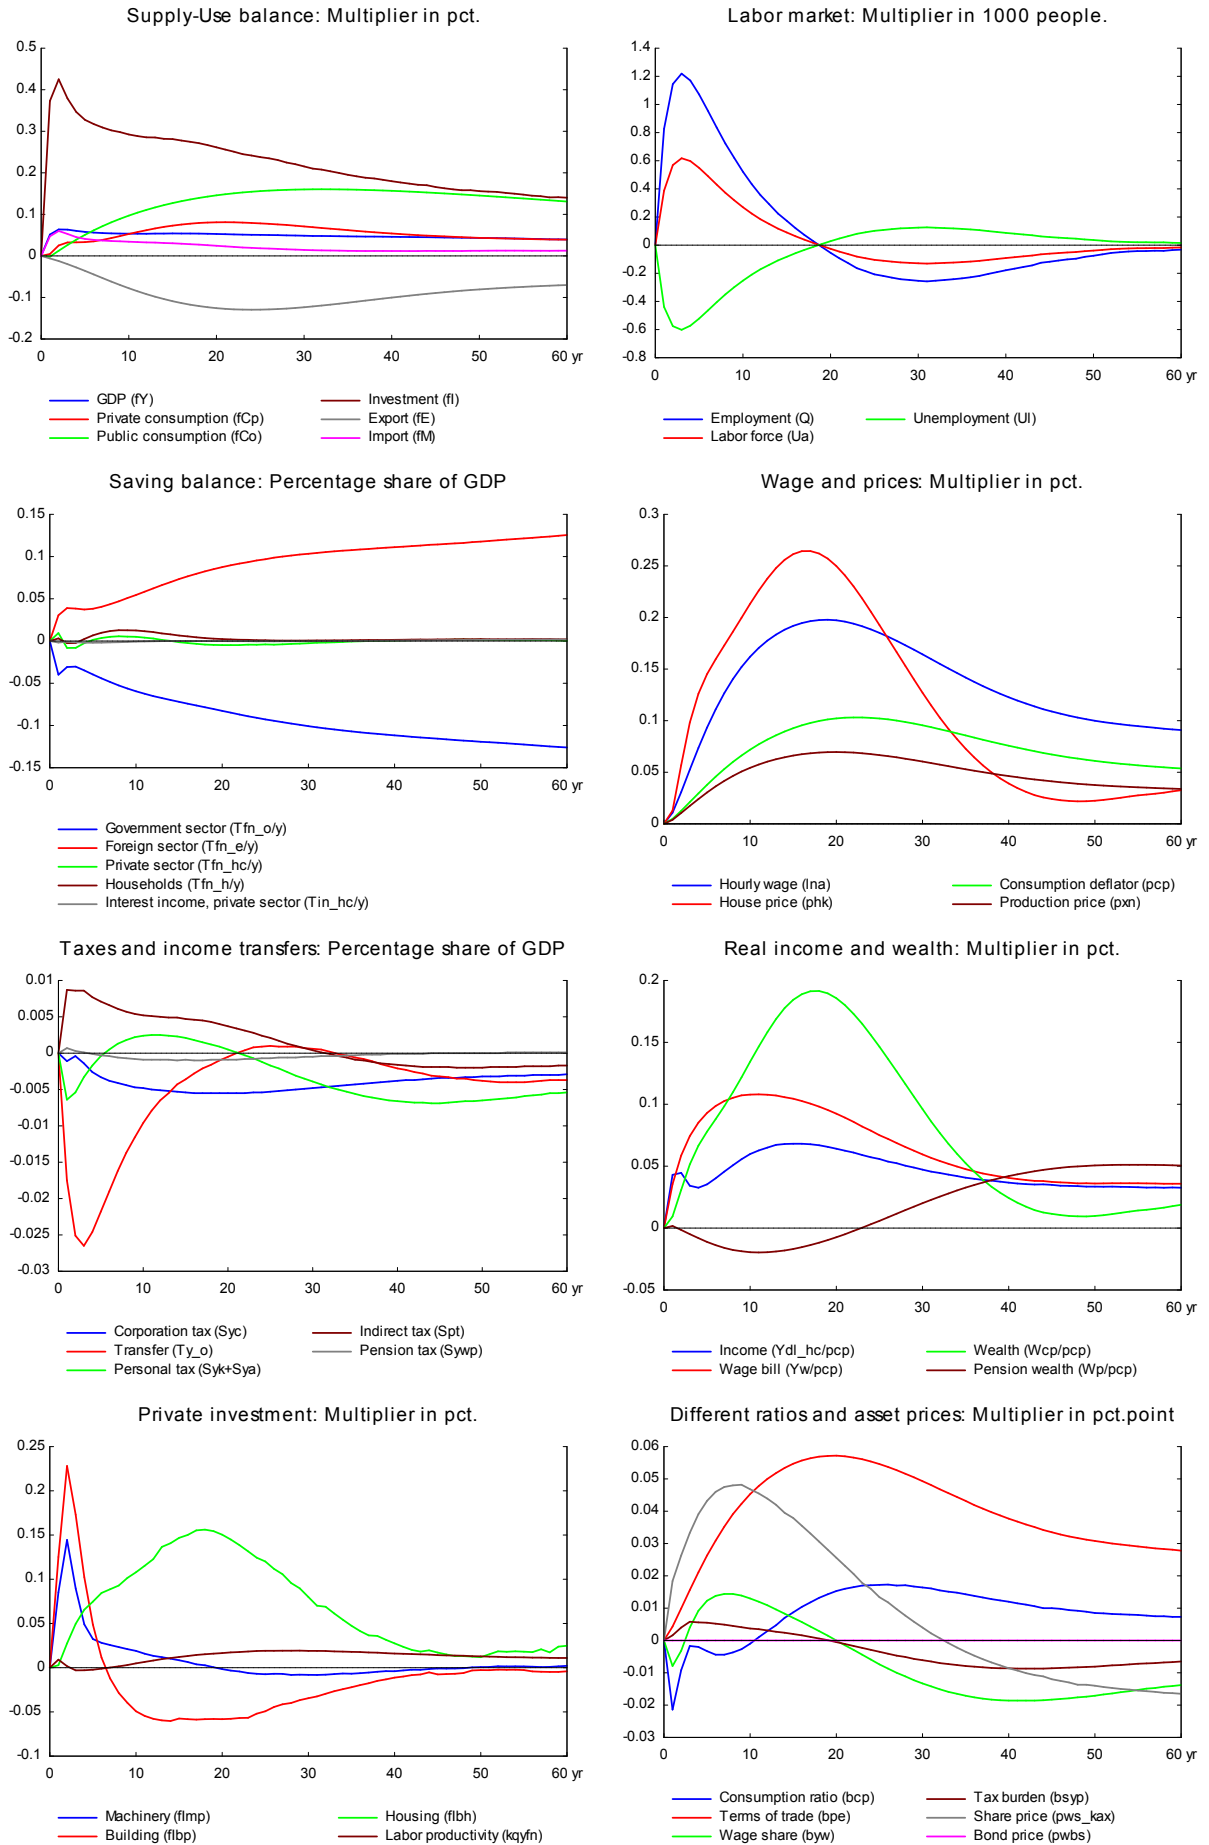 Supply-Use balance: Multiplier in pct.
0.5
0.4
0.3
0.2
0.1
0
-0.1
-0.2
0 10 20 30 40 50 60 yr
GDP (fY)
Private consumption (fCp)
Public consumption (fCo)
Investment (fI)
Export (fE)
Import (fM)
Labor market: Multiplier in 1000 people.
1.4
1.2
1
0.8
0.6
0.4
0.2
0
-0.2
-0.4
-0.6
-0.8
0 10 20 30 40 50 60 yr
Employment (Q)
Labor force (Ua)
Unemployment (Ul)
Saving balance: Percentage share of GDP
0.15
0.1
0.05
0
-0.05
-0.1
-0.15
0 10 20 30 40 50 60 yr
Government sector (Tfn_o/y)
Foreign sector (Tfn_e/y)
Private sector (Tfn_hc/y)
Households (Tfn_h/y)
Interest income, private sector (Tin_hc/y)
Wage and prices: Multiplier in pct.
0.3
0.25
0.2
0.15
0.1
0.05
0
0 10 20 30 40 50 60 yr
Hourly wage (lna)
House price (phk)
Consumption deflator (pcp)
Production price (pxn)
Taxes and income transfers: Percentage share of GDP
0.01
0.005
0
-0.005
-0.01
-0.015
-0.02
-0.025
-0.03
0 10 20 30 40 50 60 yr
Corporation tax (Syc)
Transfer (Ty_o)
Personal tax (Syk+Sya)
Indirect tax (Spt)
Pension tax (Sywp)
Real income and wealth: Multiplier in pct.
0.2
0.15
0.1
0.05
0
-0.05
0 10 20 30 40 50 60 yr
Income (Ydl_hc/pcp)
Wage bill (Yw/pcp)
Wealth (Wcp/pcp)
Pension wealth (Wp/pcp)
Private investment: Multiplier in pct.
0.25
0.2
0.15
0.1
0.05
0
-0.05
-0.1
0 10 20 30 40 50 60 yr
Machinery (fImp)
Building (fIbp)
Housing (fIbh)
Labor productivity (kqyfn)
Different ratios and asset prices: Multiplier in pct.point
0.06
0.05
0.04
0.03
0.02
0.01
0
-0.01
-0.02
-0.03
0 10 20 30 40 50 60 yr
Consumption ratio (bcp)
Terms of trade (bpe)
Wage share (byw)
Tax burden (bsyp)
Share price (pws_kax)
Bond price (pwbs)